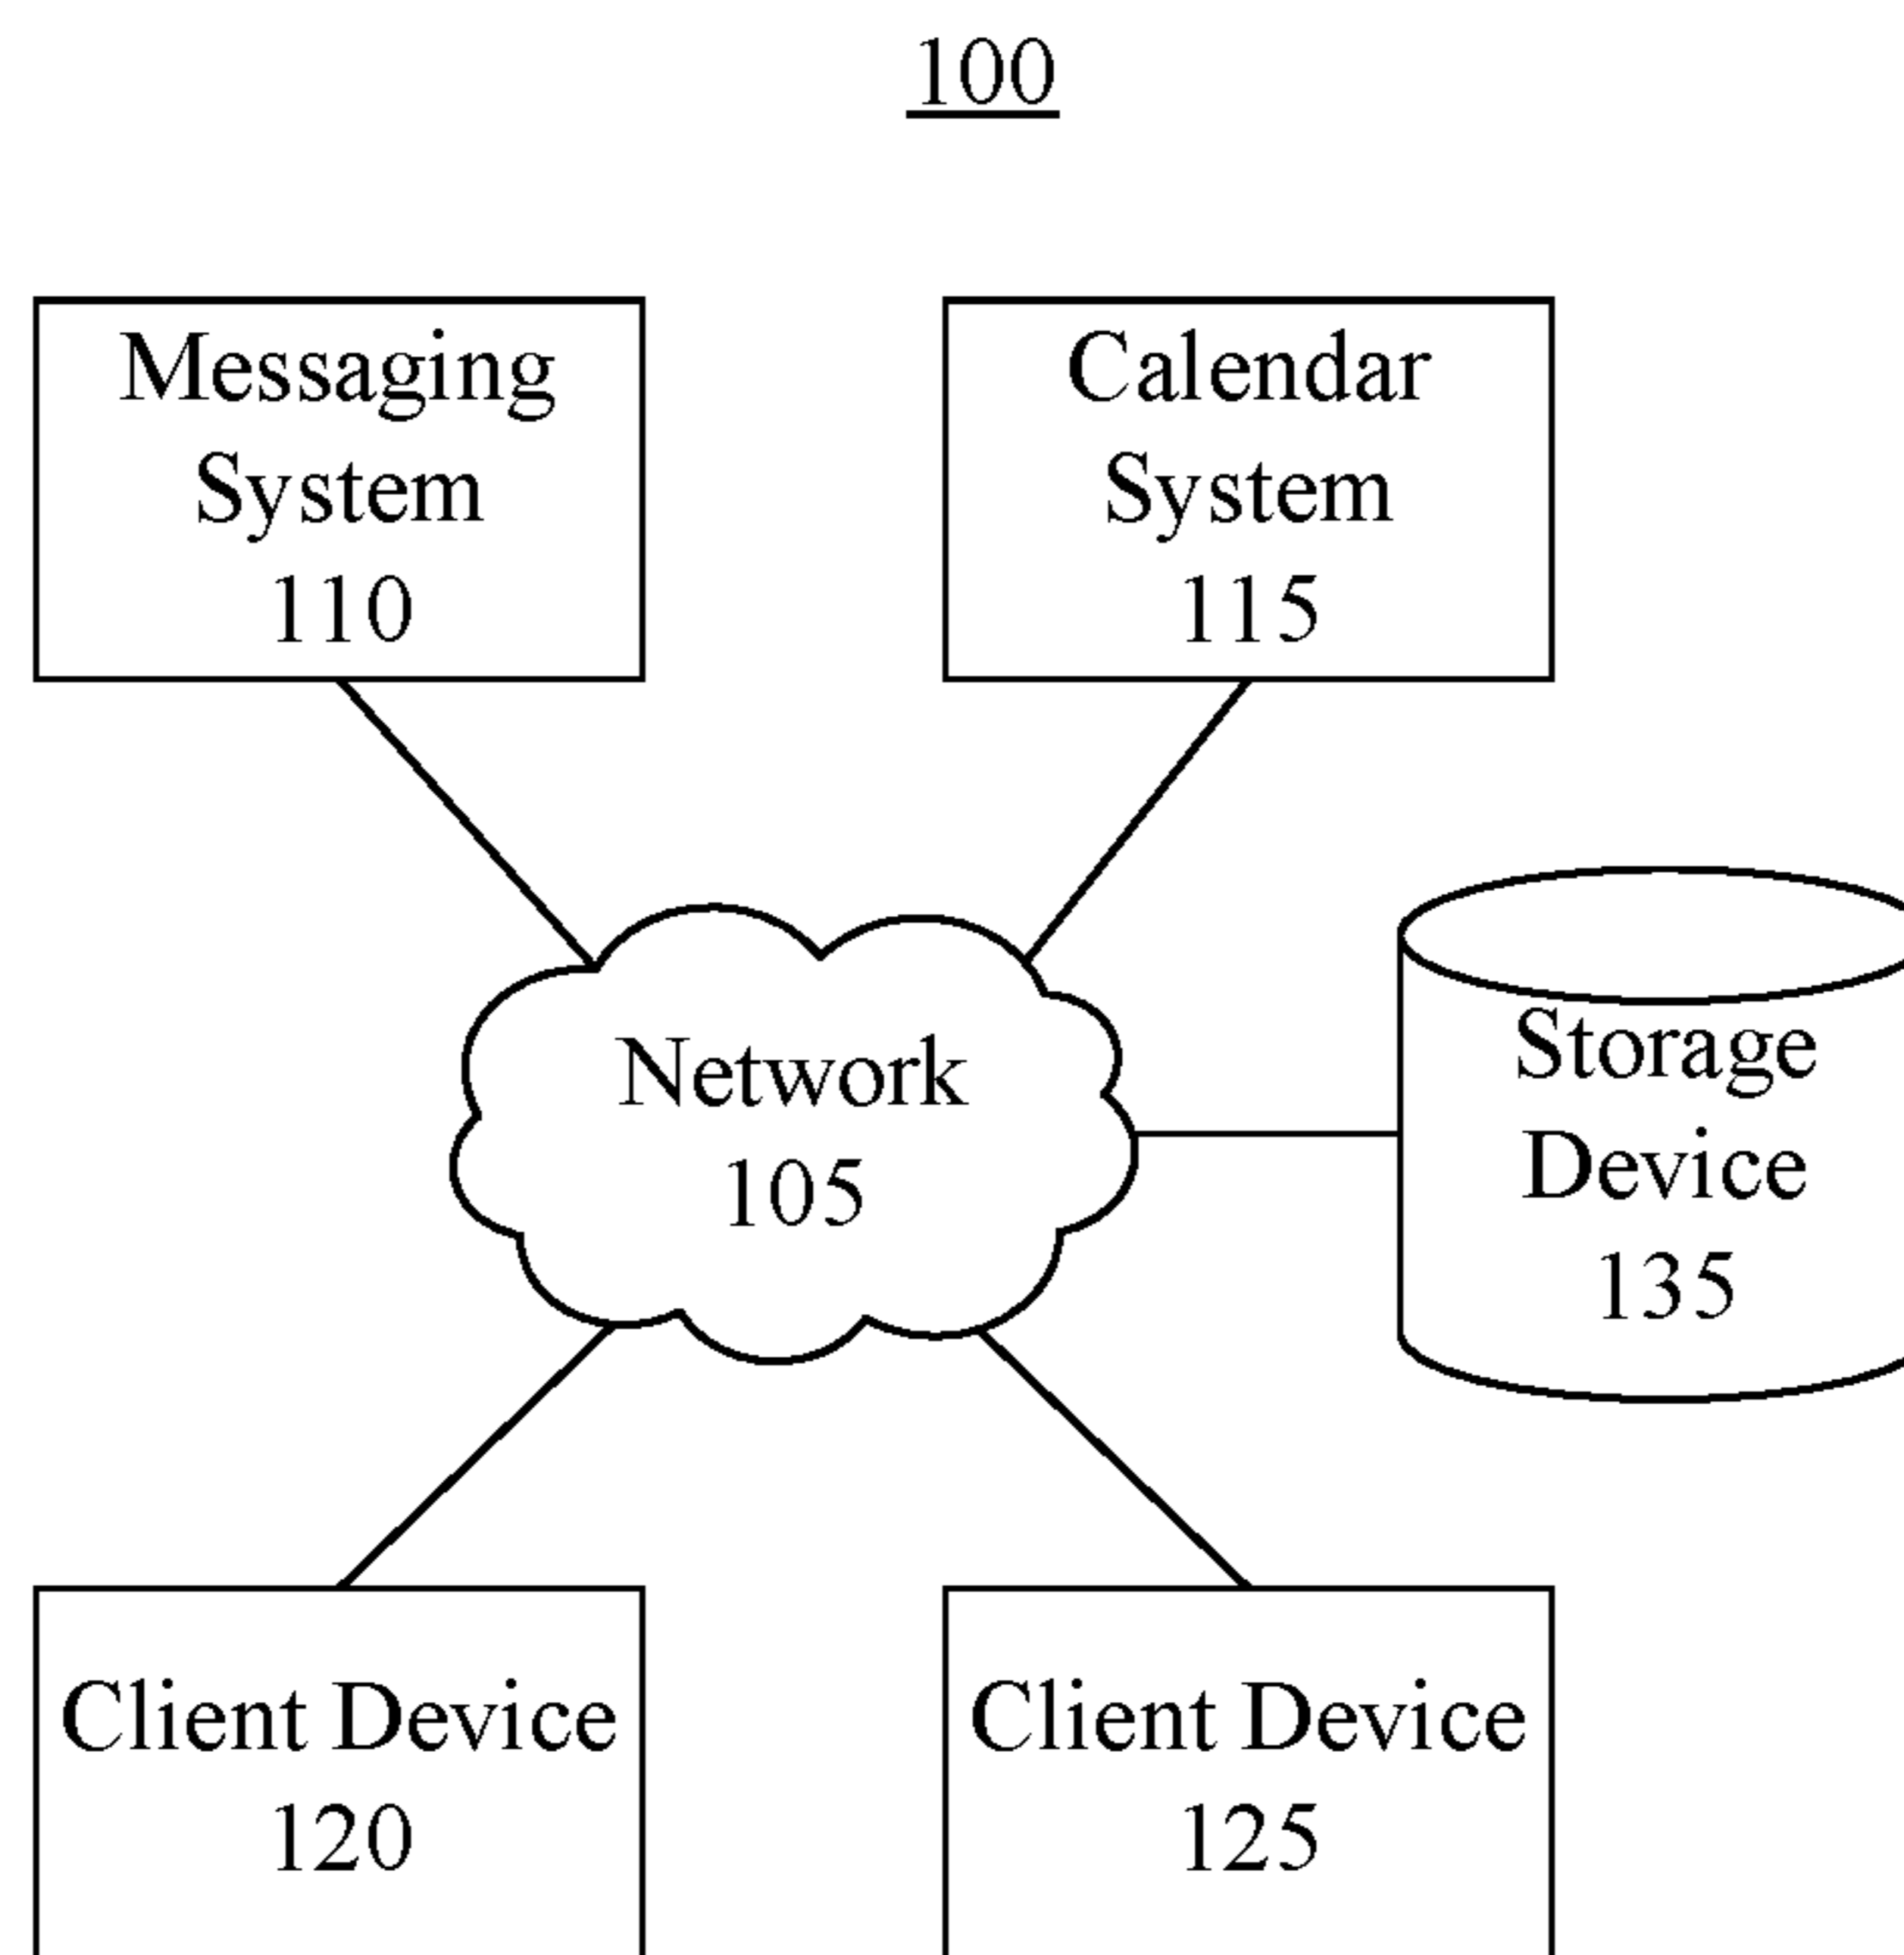 100
Messaging
System
110
Calendar
System
115
Network
105
Storage
Device
135
Client Device
120
Client Device
125